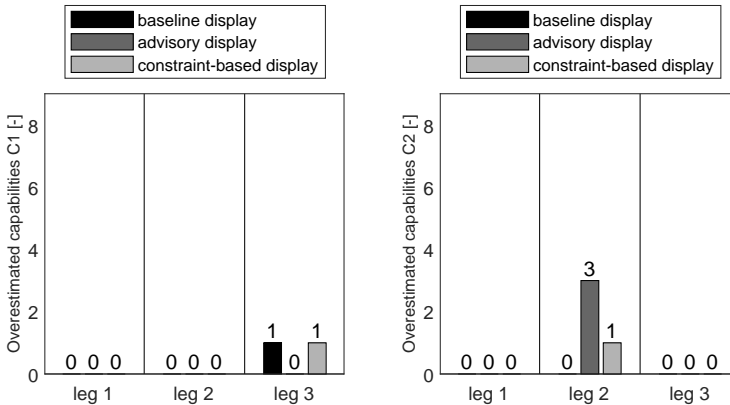 baseline display
advisory display
constraint-based display
Overestimated capabilities C1 [-]
8
6
4
2
0
0 0 0
0 0 0
1 0 1
leg 1
leg 2
leg 3
baseline display
advisory display
constraint-based display
Overestimated capabilities C2 [-]
8
6
4
2
0
0 0 0
0 3 1
0 0 0
leg 1
leg 2
leg 3